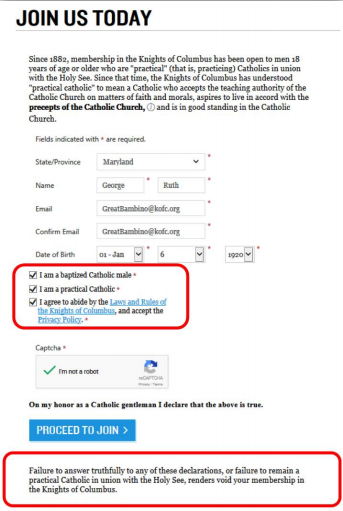 JOIN US TODAY
Since 1882, membership in the Knights of Columbus has been open to men 18
years of age or older who are "practical" (that is, practicing) Catholics in union
with the Holy See. Since that time, the Knights of Columbus has understood
"practical catholic" to mean a Catholic who accepts the teaching authority of the
Catholic Church on matters of faith and morals, aspires to live in accord with the
precepts of the Catholic Church, ⓘ and is in good standing in the Catholic
Church.
Fields indicated with * are required.
State/Province Maryland *
Name George * Ruth *
Email GreatBambino@kofc.org *
Confirm Email GreatBambino@kofc.org *
Date of Birth 01 - Jan * 6 * 1920 *
I am a baptized Catholic male *
I am a practical Catholic *
I agree to abide by the Laws and Rules of
the Knights of Columbus, and accept the
Privacy Policy. *
Captcha *
I'm not a robot
reCAPTCHA
Privacy - Terms
On my honor as a Catholic gentleman I declare that the above is true.
PROCEED TO JOIN >
Failure to answer truthfully to any of these declarations, or failure to remain a
practical Catholic in union with the Holy See, renders void your membership in
the Knights of Columbus.